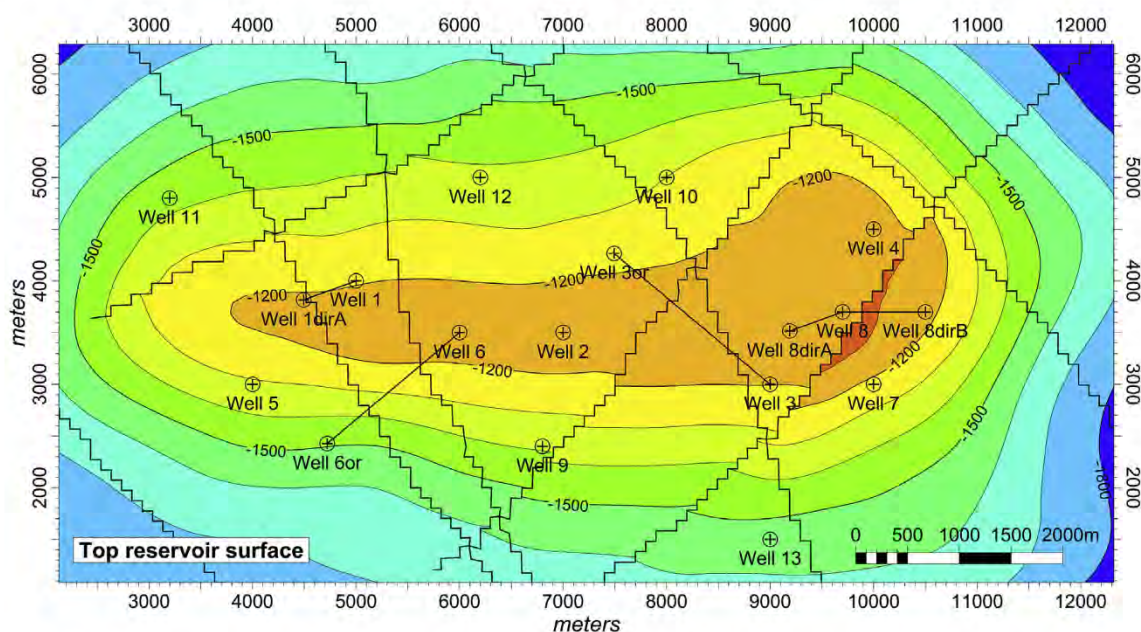 3000 4000 5000 6000 7000 8000 9000 10000 11000 12000
6000 5000 4000 3000 2000
meters
-1500
-1500
-1500
-1200
-1500
Well 12
Well 10
Well 11
Well 4
Well 3or
-1200
-1200
Well 1
Well 1dirA
Well 6
Well 2
Well 8dirA
Well 8
Well 8dirB
-1200
-1200
Well 5
Well 3
Well 7
-1500
Well 6or
Well 9
-1500
-1500
-1800
Well 13
Top reservoir surface
0 500 1000 1500 2000m
6000 5000 4000 3000 2000
3000 4000 5000 6000 7000 8000 9000 10000 11000 12000
meters